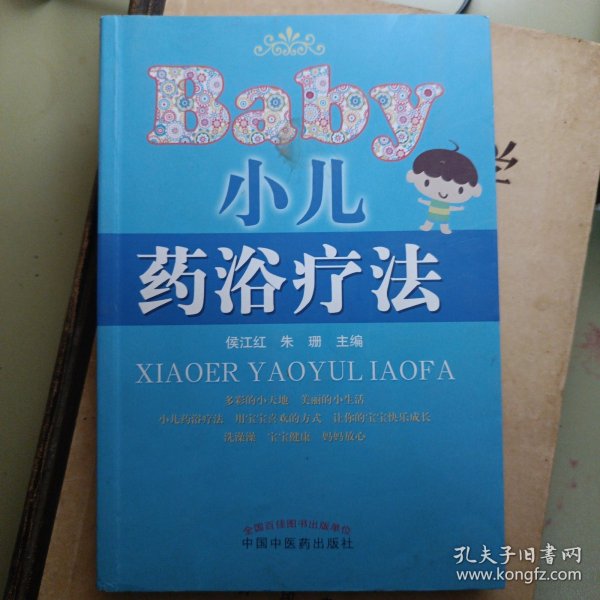 Baby
小儿
药浴疗法
侯江红 朱 珊 主编
XIAOER YAOYULIAOFA
多彩的小天地 美丽的小生活
小儿药浴疗法 用宝宝喜欢的方式 让你的宝宝快乐成长
洗澡澡 宝宝健康 妈妈放心
全国百佳图书出版单位
中国中医药出版社
学
孔夫子旧书网
www.kongfz.com